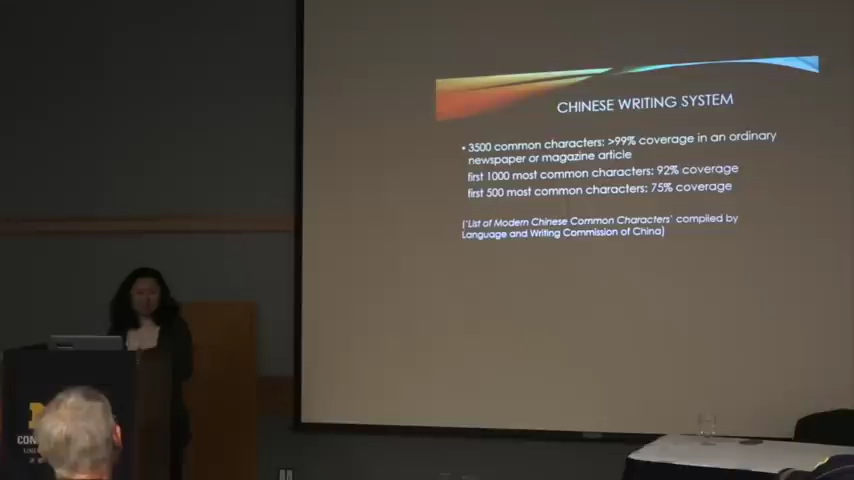 CHINESE WRITING SYSTEM
• 3500 common characters: >99% coverage in an ordinary
newspaper or magazine article
first 1000 most common characters: 92% coverage
first 500 most common characters: 75% coverage
('List of Modern Chinese Common Characters' compiled by
Language and Writing Commission of China)
M